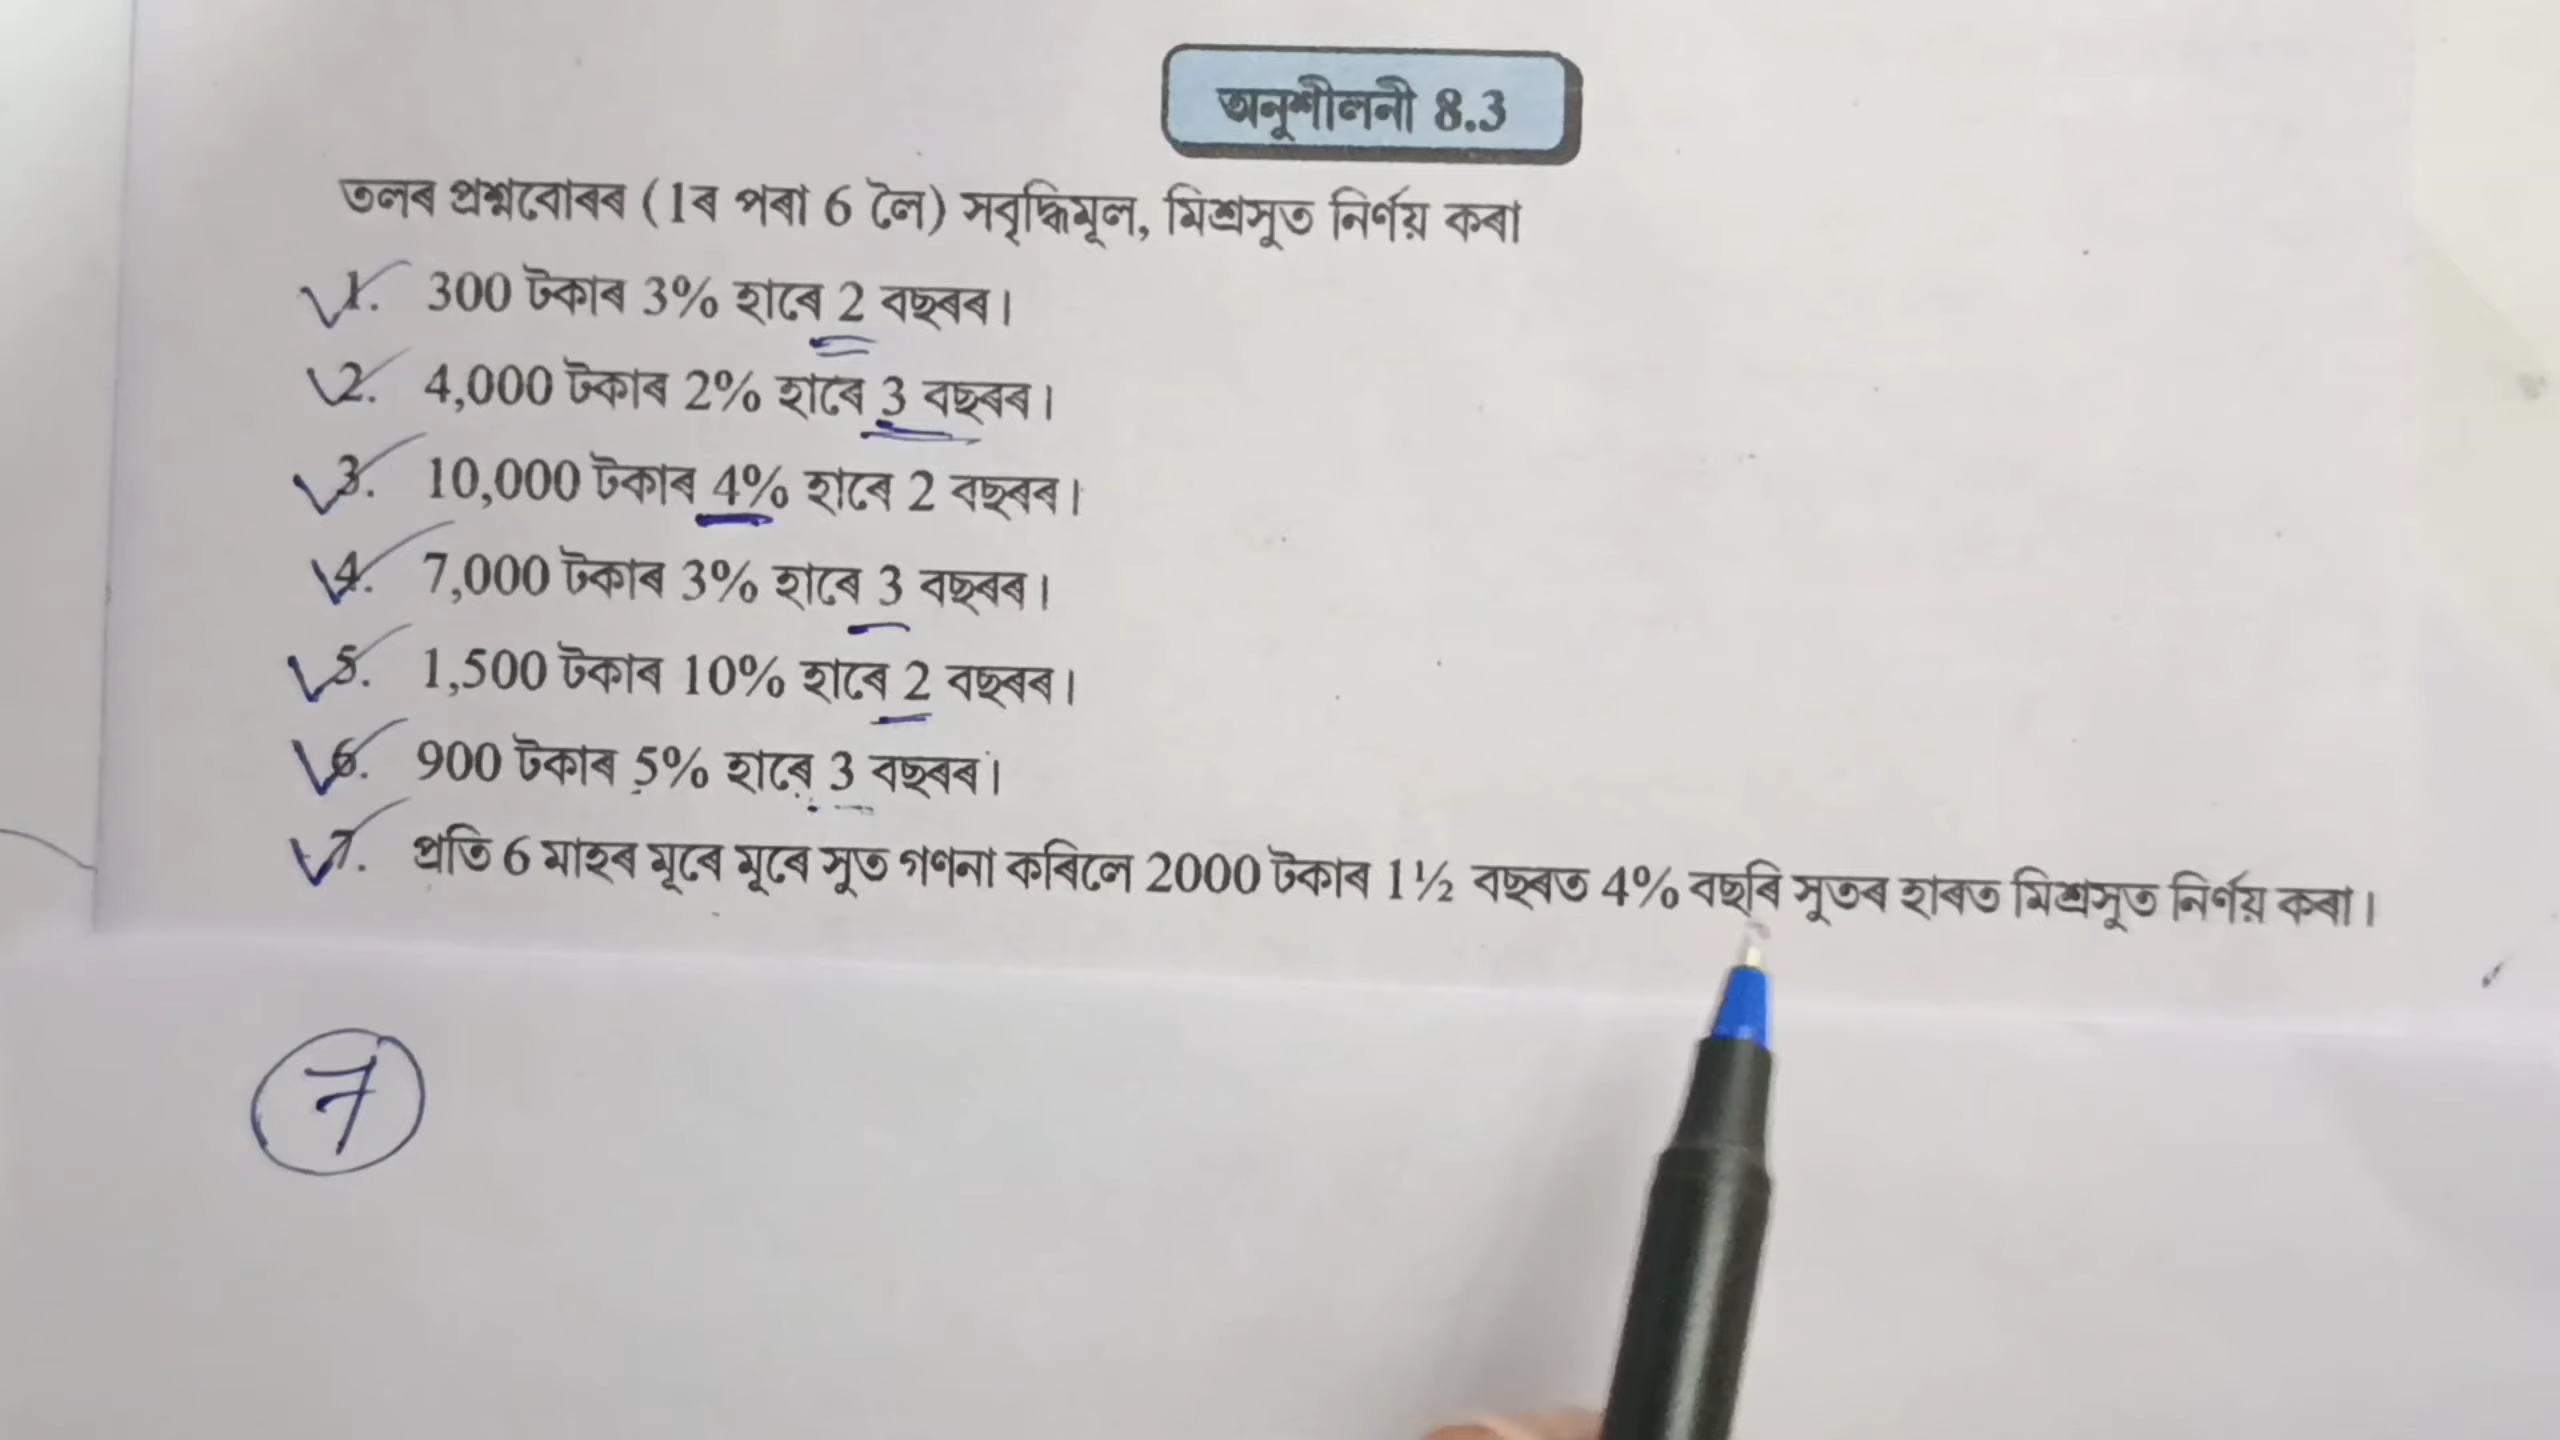 অনুশীলনী 8.3
তলৰ প্ৰশ্নবোৰৰ (1ৰ পৰা 6 লৈ) সবৃদ্ধিমূল, মিশ্ৰসুত নিৰ্ণয় কৰা
1. 300 টকাৰ 3% হাৰে 2 বছৰৰ।
2. 4,000 টকাৰ 2% হাৰে 3 বছৰৰ।
3. 10,000 টকাৰ 4% হাৰে 2 বছৰৰ।
4. 7,000 টকাৰ 3% হাৰে 3 বছৰৰ।
5. 1,500 টকাৰ 10% হাৰে 2 বছৰৰ।
6. 900 টকাৰ 5% হাৰে 3 বছৰৰ।
7. প্ৰতি 6 মাহৰ মূৰে মূৰে সুত গণনা কৰিলে 2000 টকাৰ 1½ বছৰত 4% বছৰি সুতৰ হাৰত মিশ্ৰসুত নিৰ্ণয় কৰা।
7